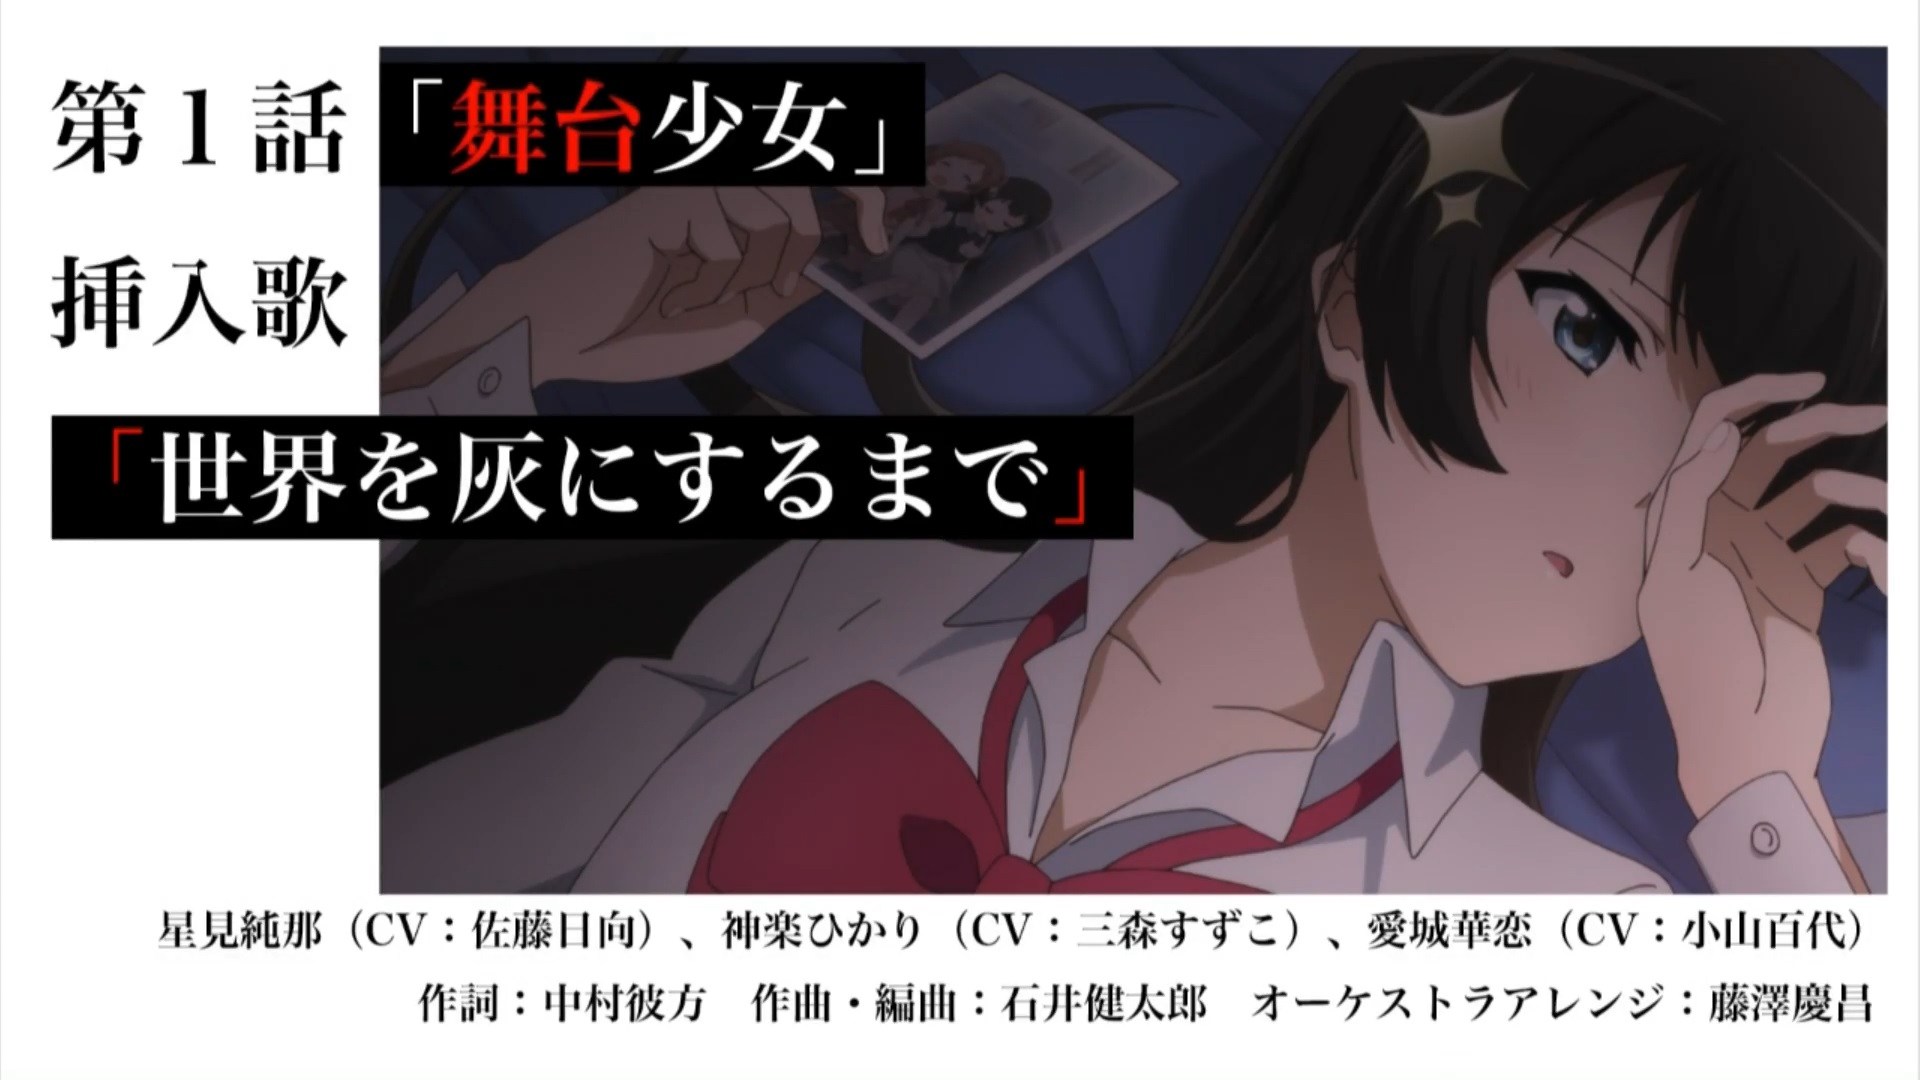 第1話「舞台少女」
挿入歌
「世界を灰にするまで」
星見純那（CV：佐藤日向）、神楽ひかり（CV：三森すずこ）、愛城華恋（CV：小山百代）
作詞：中村彼方　作曲・編曲：石井健太郎　オーケストラアレンジ：藤澤慶昌